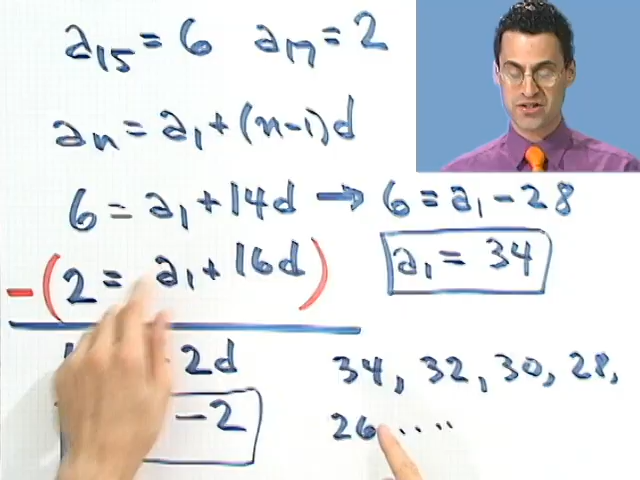 a15 = 6 a17 = 2
an = a1 + (n-1)d
6 = a1 + 14d → 6 = a1 - 28
-(2 = a1 + 16d)
a1 = 34
2d
-2
34, 32, 30, 28,
26 ....